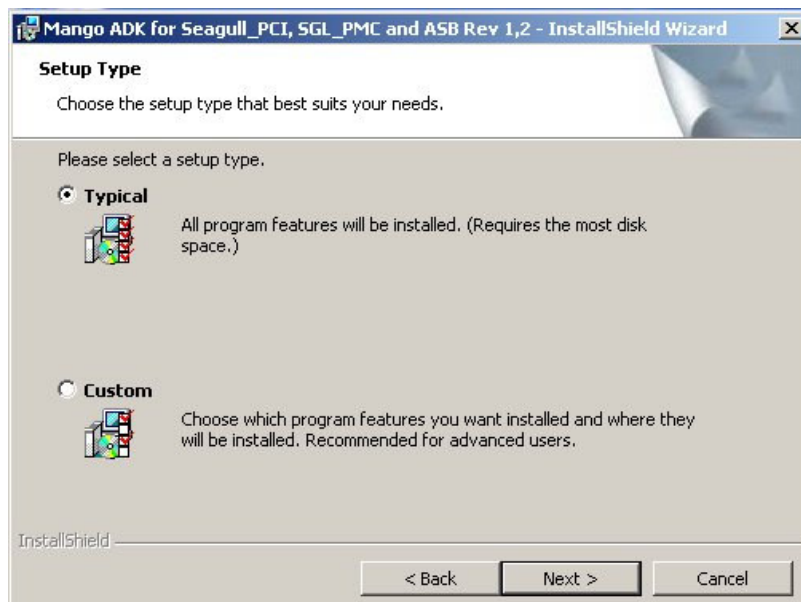 Mango ADK for Seagull_PCI, SGL_PMC and ASB Rev 1,2 - InstallShield Wizard
Setup Type
Choose the setup type that best suits your needs.
Please select a setup type.
Typical
All program features will be installed. (Requires the most disk
space.)
Custom
Choose which program features you want installed and where they
will be installed. Recommended for advanced users.
InstallShield
< Back
Next >
Cancel